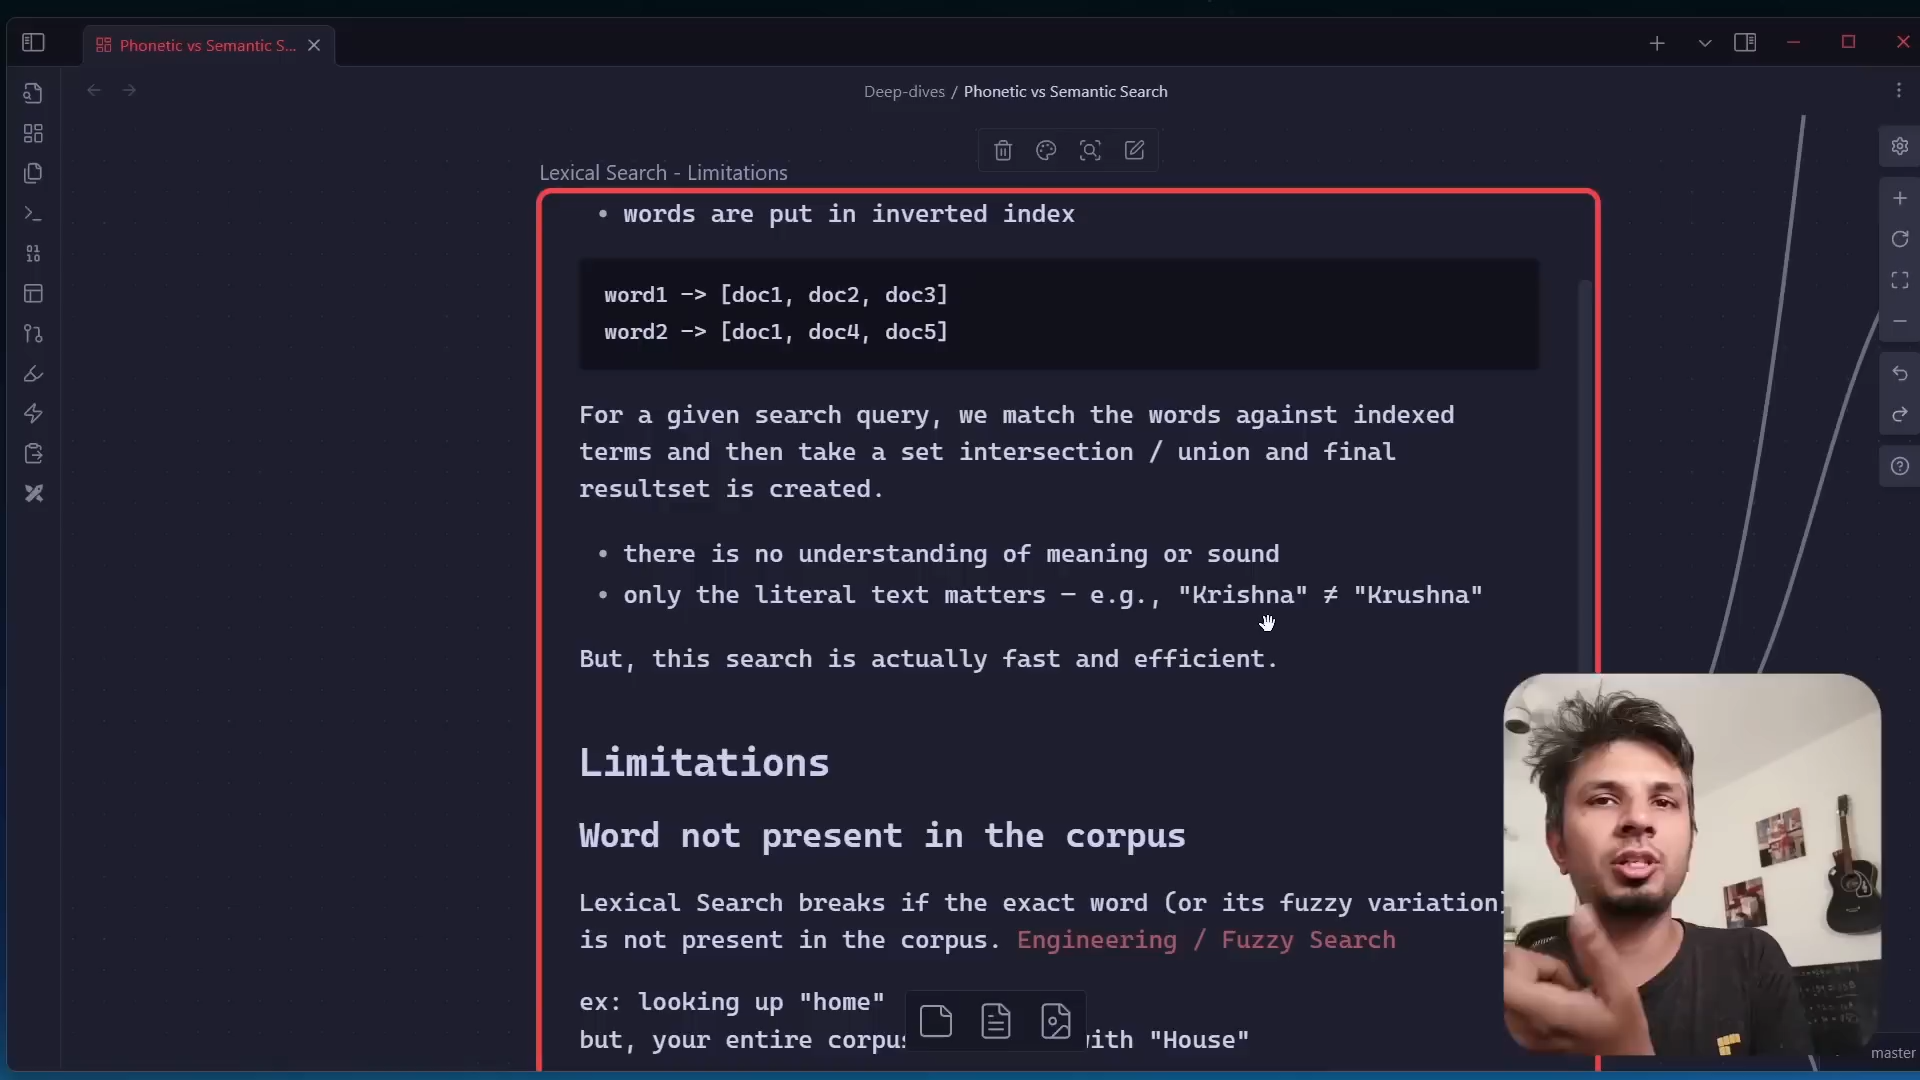 Phonetic vs Semantic S...
Deep-dives / Phonetic vs Semantic Search
Lexical Search - Limitations
• words are put in inverted index
word1 -> [doc1, doc2, doc3]
word2 -> [doc1, doc4, doc5]
For a given search query, we match the words against indexed
terms and then take a set intersection / union and final
resultset is created.
• there is no understanding of meaning or sound
• only the literal text matters – e.g., "Krishna" ≠ "Krushna"
But, this search is actually fast and efficient.
Limitations
Word not present in the corpus
Lexical Search breaks if the exact word (or its fuzzy variation)
is not present in the corpus. Engineering / Fuzzy Search
ex: looking up "home"
but, your entire corpus with "House"
master